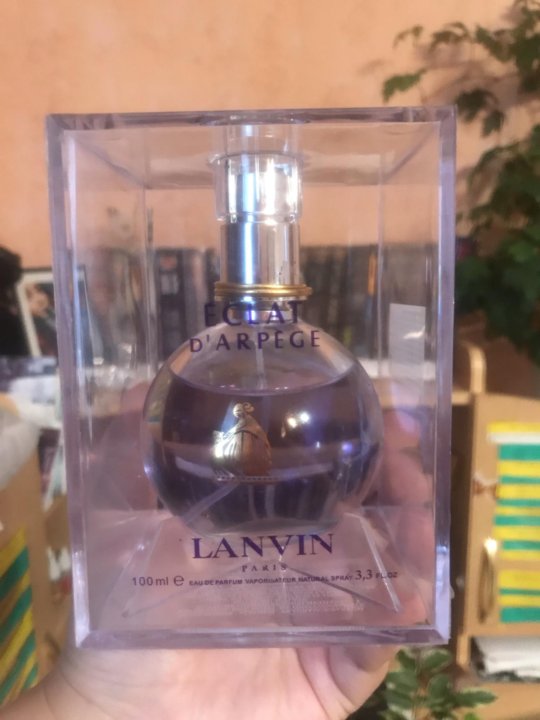 ECLAT
D'ARPÈGE
LANVIN
PARIS
100 ml ℮ EAU DE PARFUM VAPORISATEUR NATURAL SPRAY 3,3 FL.OZ